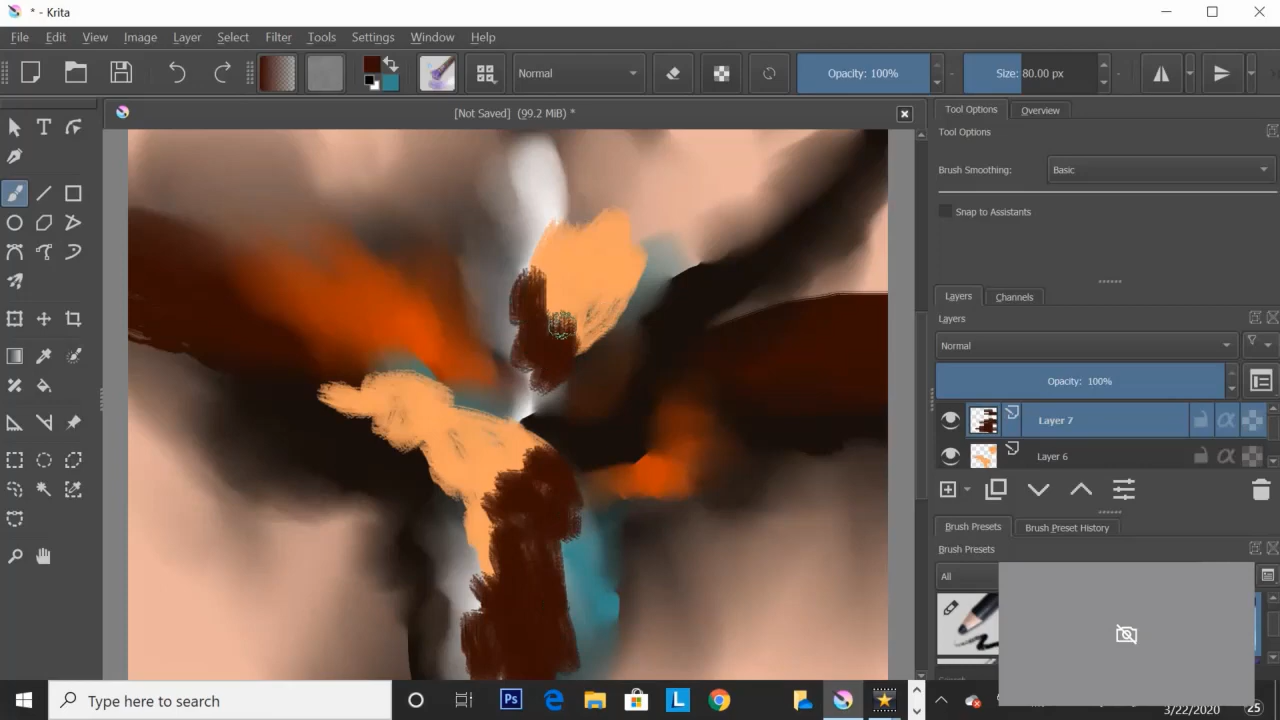 * - Krita
File Edit View Image Layer Select Filter Tools Settings Window Help
Normal Opacity: 100% Size: 80.00 px
[Not Saved] (99.2 MiB) *
Tool Options Overview
Tool Options
Brush Smoothing: Basic
Snap to Assistants
Layers Channels
Layers
Normal
Opacity: 100%
Layer 7
Layer 6
Brush Presets Brush Preset History
Brush Presets
All
Type here to search
Ps
L
3/22/2020
25